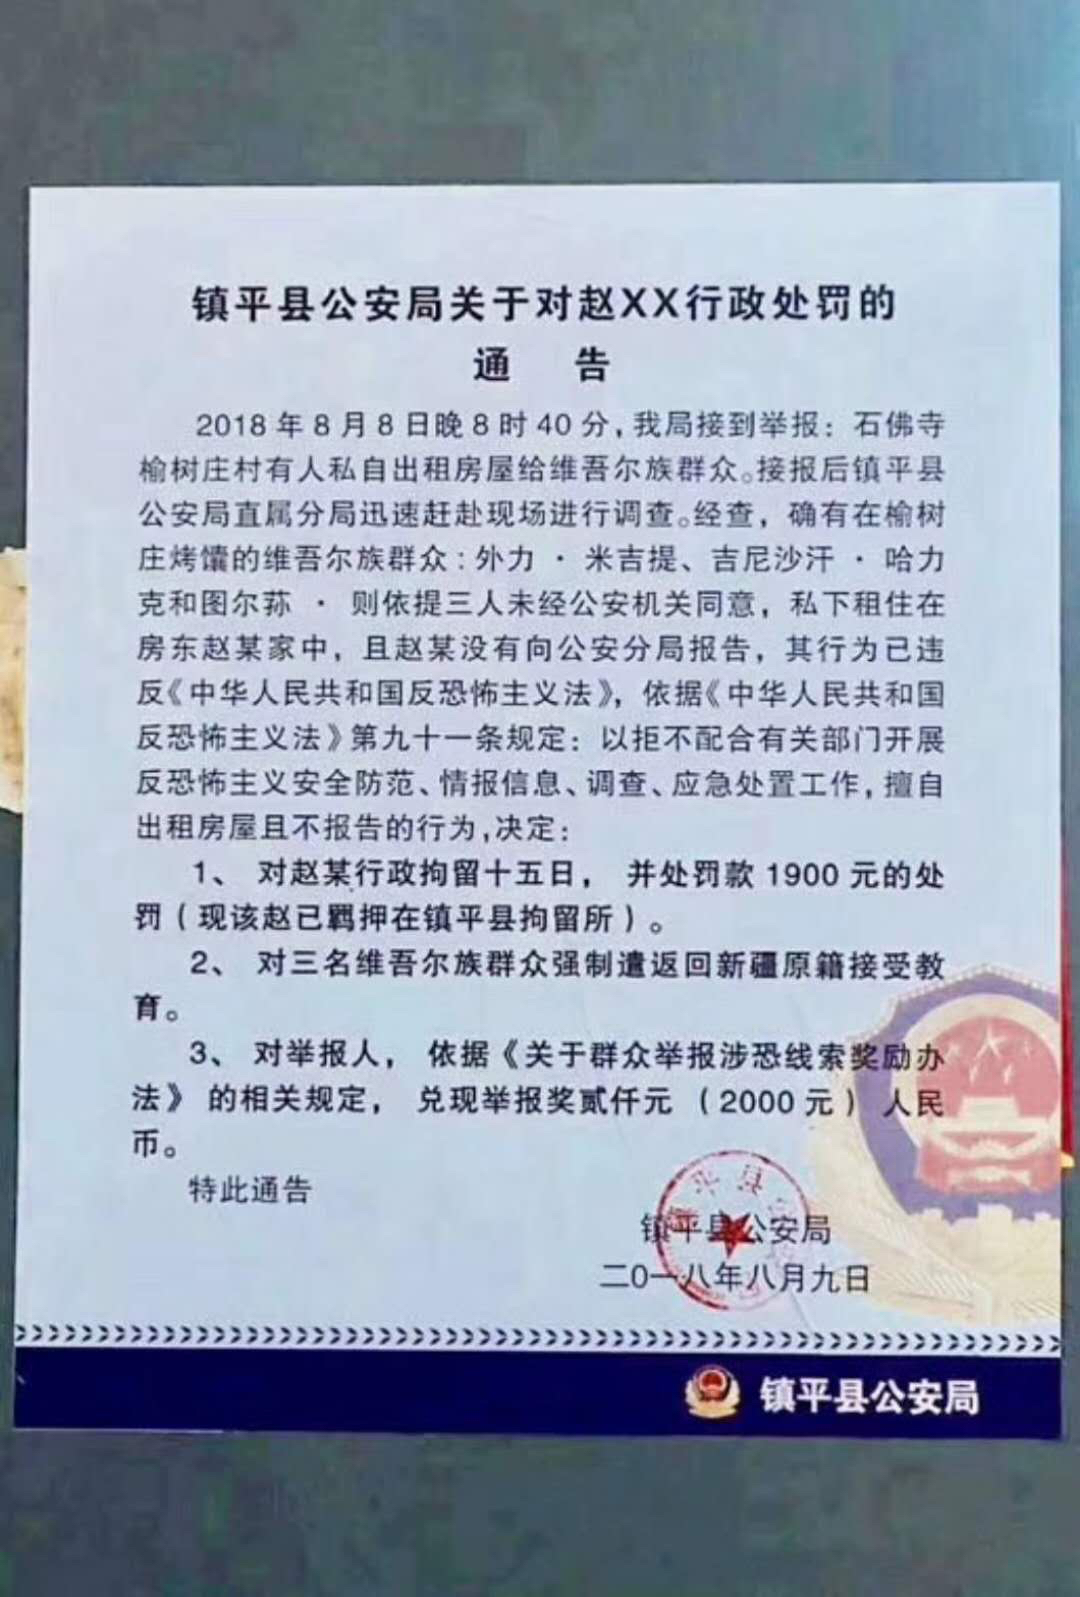 镇平县公安局关于对赵XX行政处罚的
通 告
2018年8月8日晚8时40分,我局接到举报：石佛寺
榆树庄村有人私自出租房屋给维吾尔族群众。接报后镇平县
公安局直属分局迅速赶赴现场进行调查。经查，确有在榆树
庄烤馕的维吾尔族群众：外力·米吉提、吉尼沙汗·哈力
克和图尔荪·则依提三人未经公安机关同意，私下租住在
房东赵某家中，且赵某没有向公安分局报告，其行为已违
反《中华人民共和国反恐怖主义法》，依据《中华人民共和国
反恐怖主义法》第九十一条规定：以拒不配合有关部门开展
反恐怖主义安全防范、情报信息、调查、应急处置工作，擅自
出租房屋且不报告的行为,决定：
1、 对赵某行政拘留十五日， 并处罚款1900元的处
罚（现该赵已羁押在镇平县拘留所）。
2、 对三名维吾尔族群众强制遣返回新疆原籍接受教
育。
3、 对举报人， 依据《关于群众举报涉恐线索奖励办
法》 的相关规定， 兑现举报奖贰仟元 （2000元） 人民
币。
特此通告
镇平县公安局
二0一八年八月九日
镇平县公安局